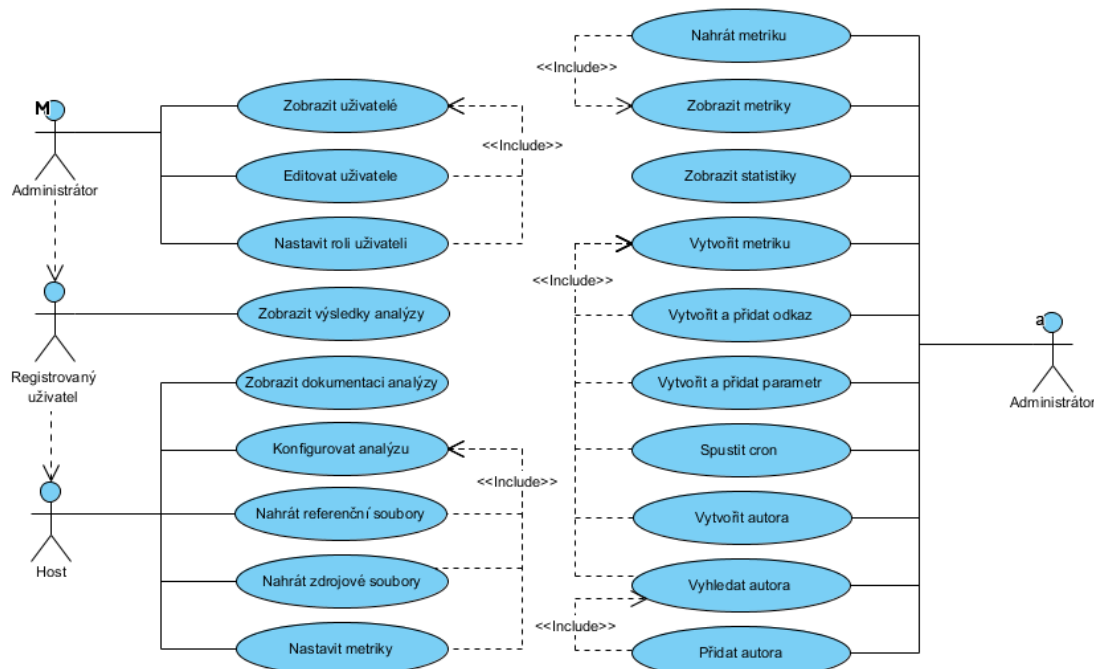 M
Administrátor
Registrovaný
uživatel
Host
Zobrazit uživatelé
Editovat uživatele
Nastavit roli uživateli
<<Include>>
Zobrazit výsledky analýzy
Zobrazit dokumentaci analýzy
Konfigurovat analýzu
Nahrát referenční soubory
Nahrát zdrojové soubory
Nastavit metriky
<<Include>>
Nahrát metriku
<<Include>>
Zobrazit metriky
Zobrazit statistiky
Vytvořit metriku
<<Include>>
Vytvořit a přidat odkaz
Vytvořit a přidat parametr
Spustit cron
Vytvořit autora
Vyhledat autora
<<Include>>
Přidat autora
a
Administrátor